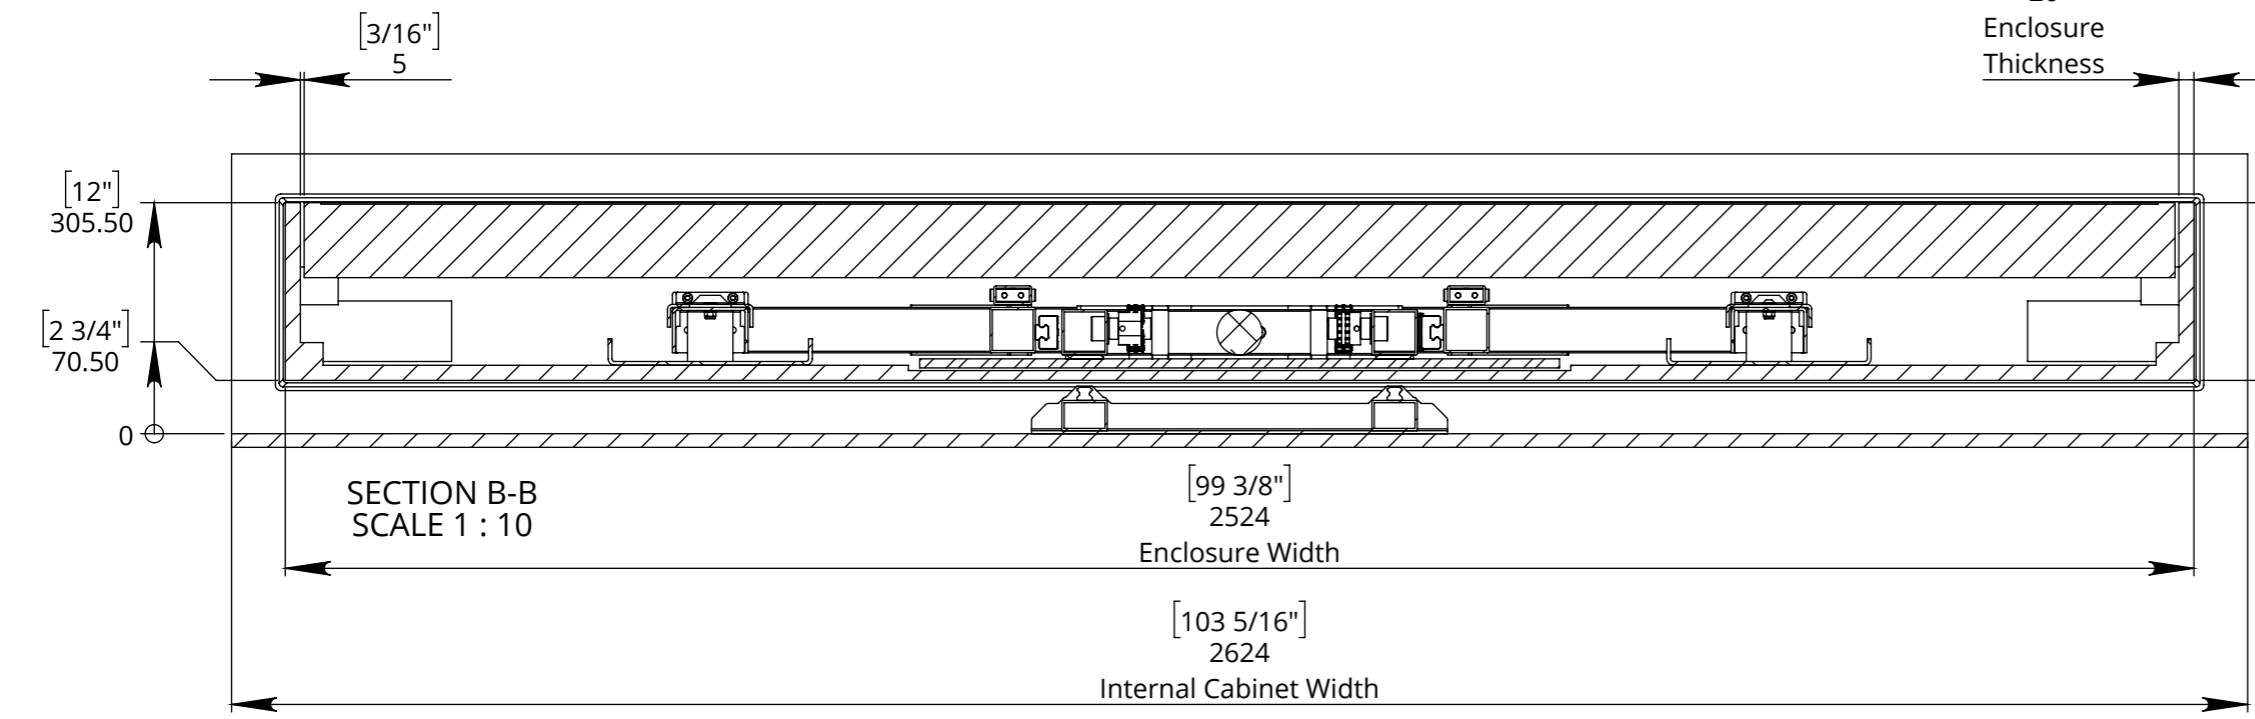 [3/16"]
5
Enclosure
Thickness
[12"]
305.50
[2 3/4"]
70.50
0
SECTION B-B
SCALE 1 : 10
[99 3/8"]
2524
Enclosure Width
[103 5/16"]
2624
Internal Cabinet Width